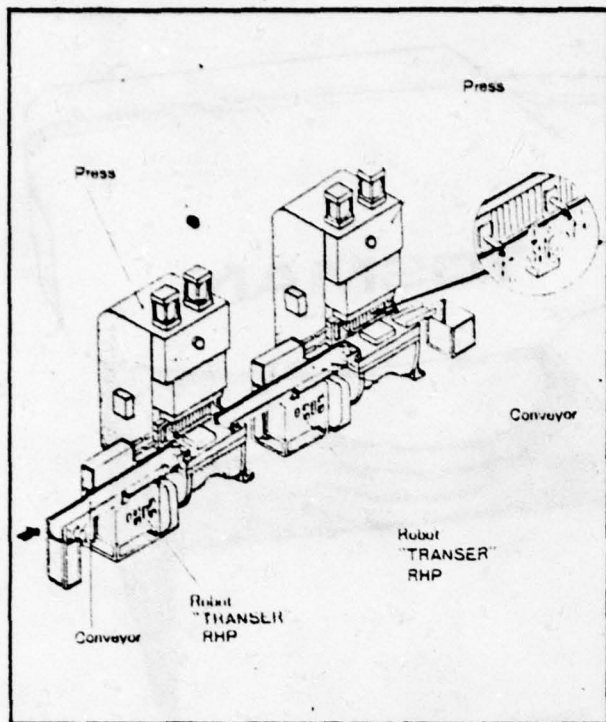 Press
Press
Conveyor
Robot
"TRANSER"
RHP
Robot
"TRANSER"
RHP
Conveyor